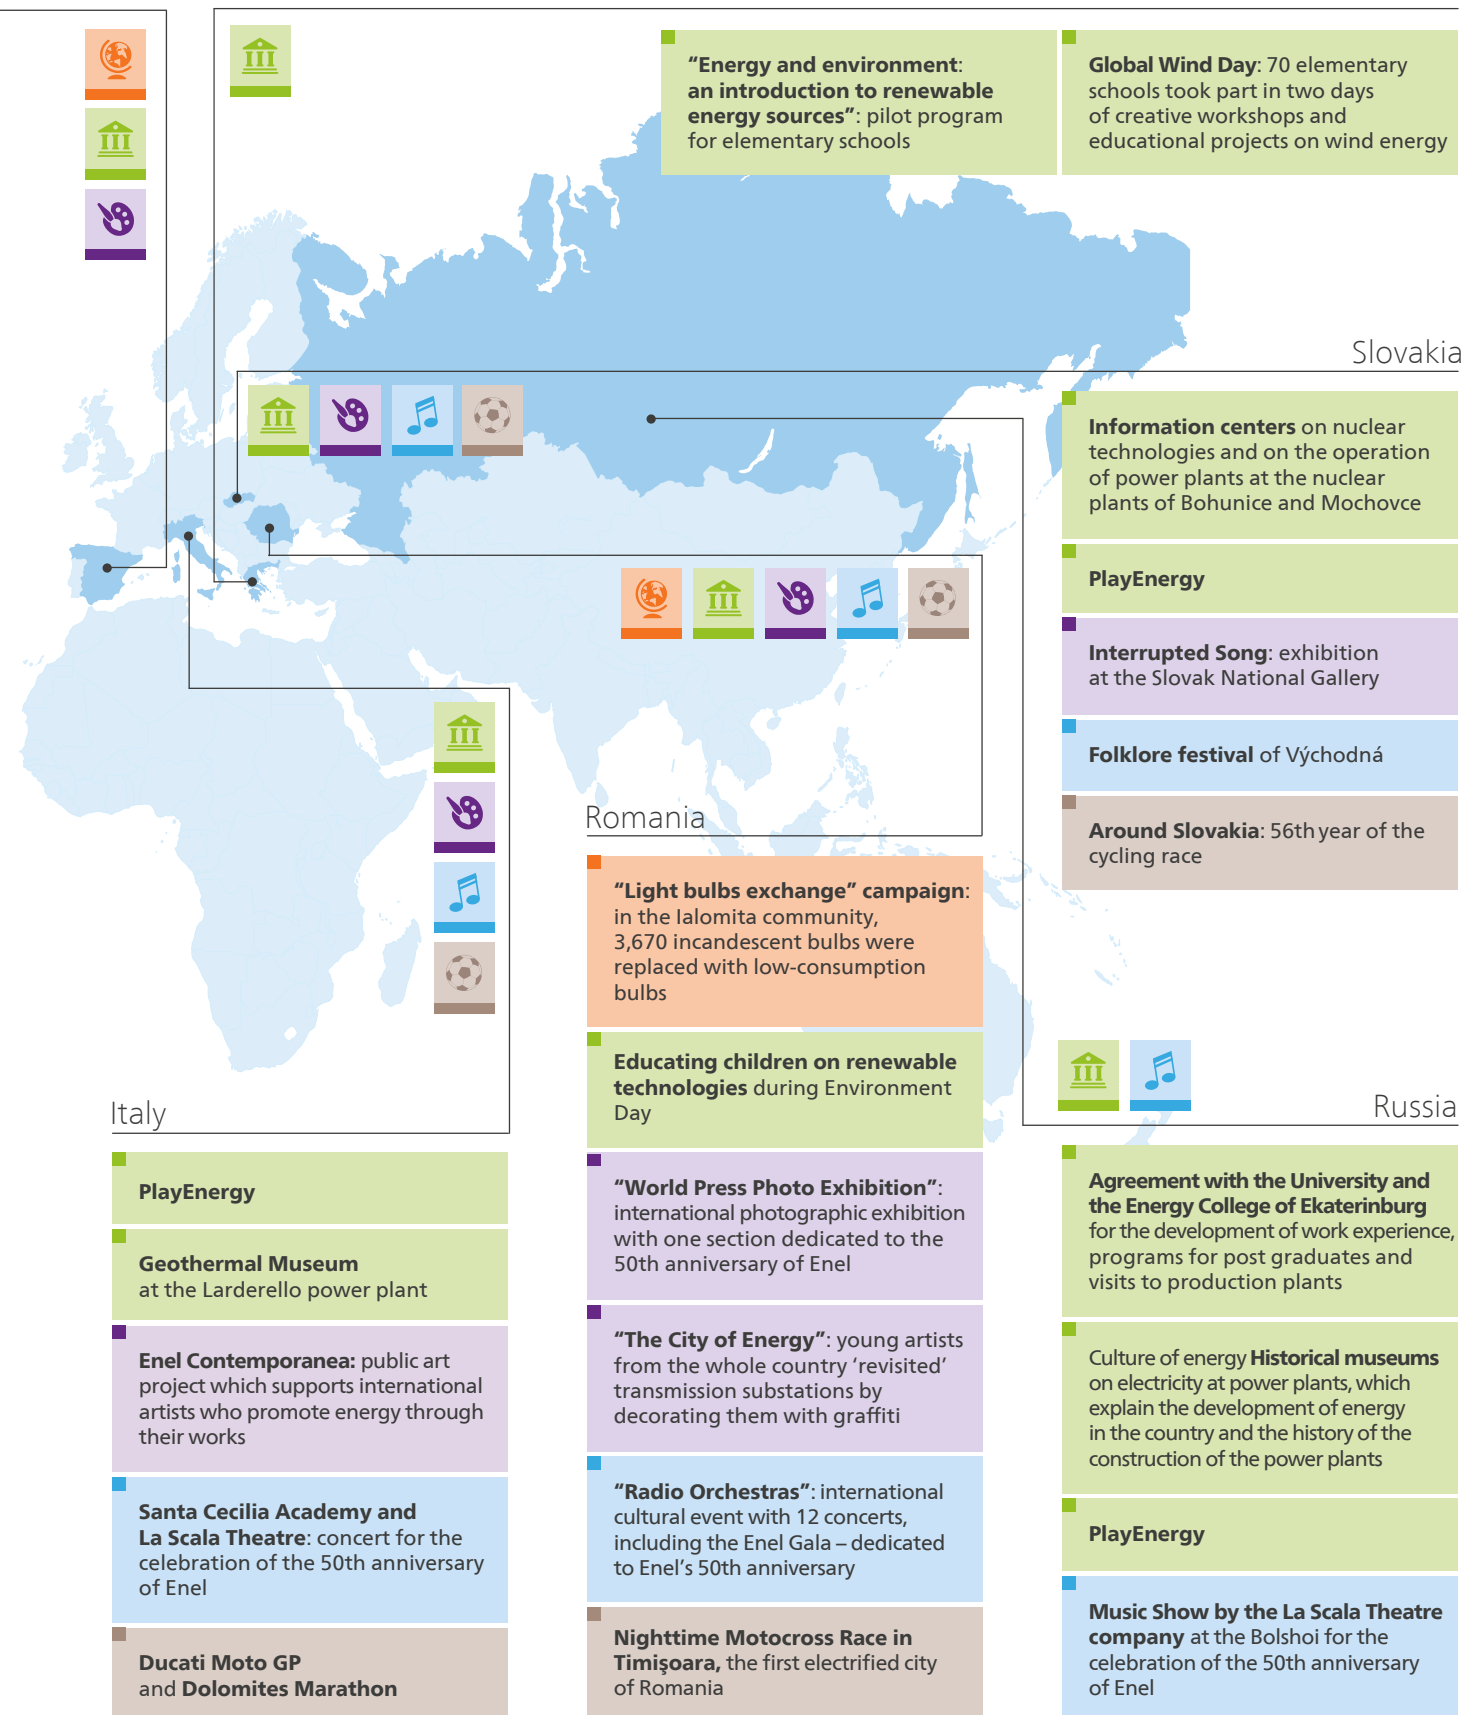 “Energy and environment:
an introduction to renewable
energy sources”: pilot program
for elementary schools
Global Wind Day: 70 elementary
schools took part in two days
of creative workshops and
educational projects on wind energy
Slovakia
Information centers on nuclear
technologies and on the operation
of power plants at the nuclear
plants of Bohunice and Mochovce
PlayEnergy
Interrupted Song: exhibition
at the Slovak National Gallery
Folklore festival of Východná
Around Slovakia: 56th year of the
cycling race
Romania
“Light bulbs exchange” campaign:
in the Ialomita community,
3,670 incandescent bulbs were
replaced with low-consumption
bulbs
Educating children on renewable
technologies during Environment
Day
“World Press Photo Exhibition”:
international photographic exhibition
with one section dedicated to the
50th anniversary of Enel
“The City of Energy”: young artists
from the whole country ‘revisited’
transmission substations by
decorating them with graffiti
“Radio Orchestras”: international
cultural event with 12 concerts,
including the Enel Gala – dedicated
to Enel’s 50th anniversary
Nighttime Motocross Race in
Timişoara, the first electrified city
of Romania
Italy
PlayEnergy
Geothermal Museum
at the Larderello power plant
Enel Contemporanea: public art
project which supports international
artists who promote energy through
their works
Santa Cecilia Academy and
La Scala Theatre: concert for the
celebration of the 50th anniversary
of Enel
Ducati Moto GP
and Dolomites Marathon
Russia
Agreement with the University and
the Energy College of Ekaterinburg
for the development of work experience,
programs for post graduates and
visits to production plants
Culture of energy Historical museums
on electricity at power plants, which
explain the development of energy
in the country and the history of the
construction of the power plants
PlayEnergy
Music Show by the La Scala Theatre
company at the Bolshoi for the
celebration of the 50th anniversary
of Enel